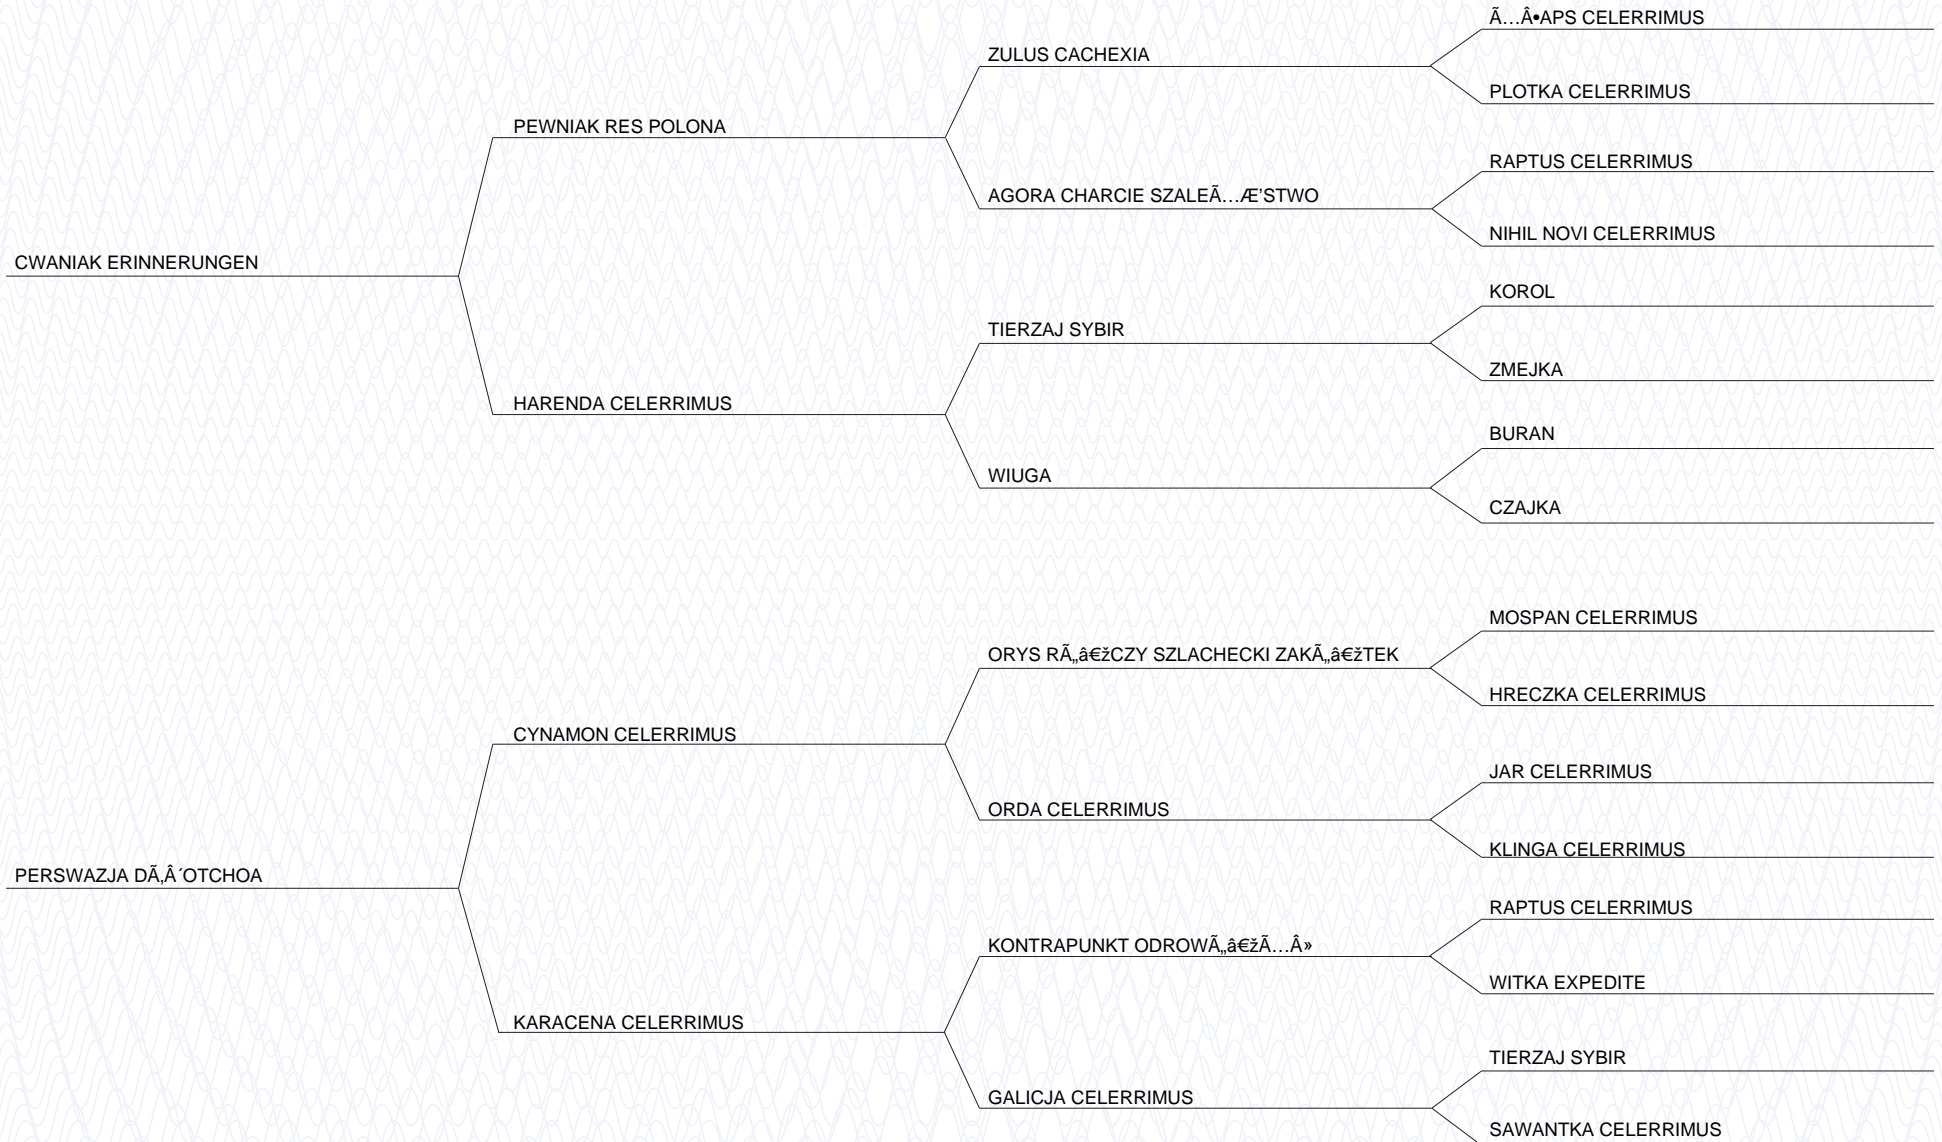 Ã…Â•APS CELERRIMUS
ZULUS CACHEXIA
PLOTKA CELERRIMUS
PEWNIAK RES POLONA
RAPTUS CELERRIMUS
AGORA CHARCIE SZALEÃ…Æ’STWO
NIHIL NOVI CELERRIMUS
CWANIAK ERINNERUNGEN
KOROL
TIERZAJ SYBIR
ZMEJKA
HARENDA CELERRIMUS
BURAN
WIUGA
CZAJKA
MOSPAN CELERRIMUS
ORYS RÃ„â€žCZY SZLACHECKI ZAKÃ„â€žTEK
HRECZKA CELERRIMUS
CYNAMON CELERRIMUS
JAR CELERRIMUS
ORDA CELERRIMUS
KLINGA CELERRIMUS
PERSWAZJA DÃ‚Â´OTCHOA
RAPTUS CELERRIMUS
KONTRAPUNKT ODROWÃ„â€žÃ…Â»
WITKA EXPEDITE
KARACENA CELERRIMUS
TIERZAJ SYBIR
GALICJA CELERRIMUS
SAWANTKA CELERRIMUS